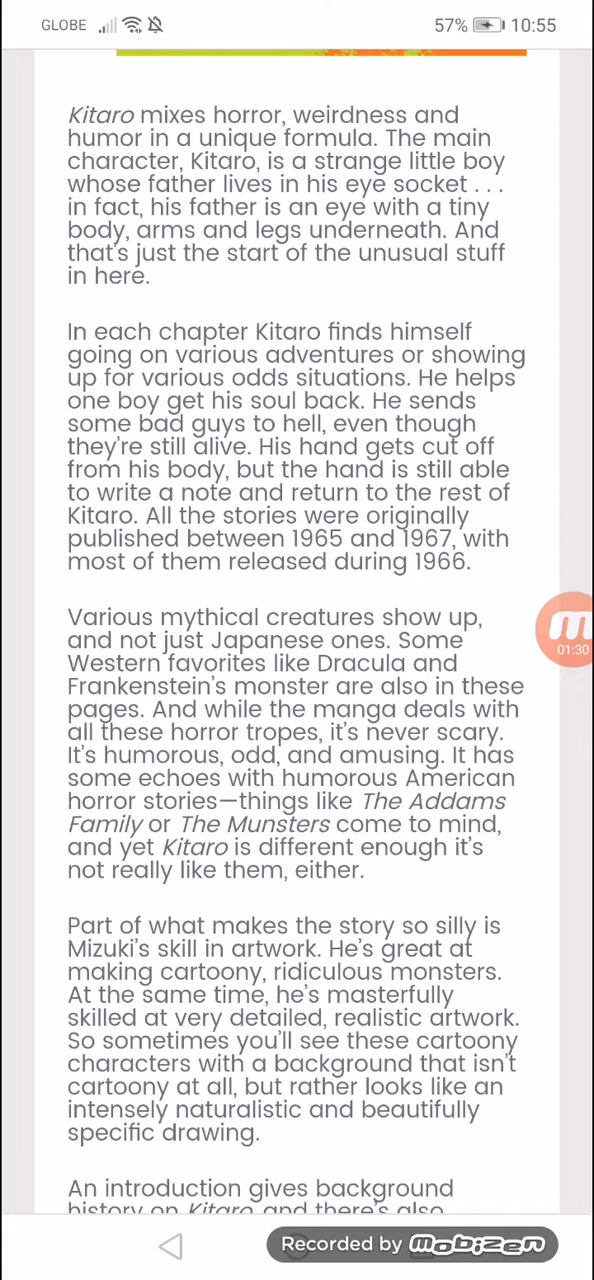 GLOBE 57% 10:55
Kitaro mixes horror, weirdness and
humor in a unique formula. The main
character, Kitaro, is a strange little boy
whose father lives in his eye socket . . .
in fact, his father is an eye with a tiny
body, arms and legs underneath. And
that's just the start of the unusual stuff
in here.
In each chapter Kitaro finds himself
going on various adventures or showing
up for various odds situations. He helps
one boy get his soul back. He sends
some bad guys to hell, even though
they're still alive. His hand gets cut off
from his body, but the hand is still able
to write a note and return to the rest of
Kitaro. All the stories were originally
published between 1965 and 1967, with
most of them released during 1966.
Various mythical creatures show up,
and not just Japanese ones. Some
Western favorites like Dracula and
Frankenstein's monster are also in these
pages. And while the manga deals with
all these horror tropes, it's never scary.
It's humorous, odd, and amusing. It has
some echoes with humorous American
horror stories—things like The Addams
Family or The Munsters come to mind,
and yet Kitaro is different enough it's
not really like them, either.
01:30
Part of what makes the story so silly is
Mizuki's skill in artwork. He's great at
making cartoony, ridiculous monsters.
At the same time, he's masterfully
skilled at very detailed, realistic artwork.
So sometimes you'll see these cartoony
characters with a background that isn't
cartoony at all, but rather looks like an
intensely naturalistic and beautifully
specific drawing.
An introduction gives background
history on Kitaro, and there's also
Recorded by mobizen